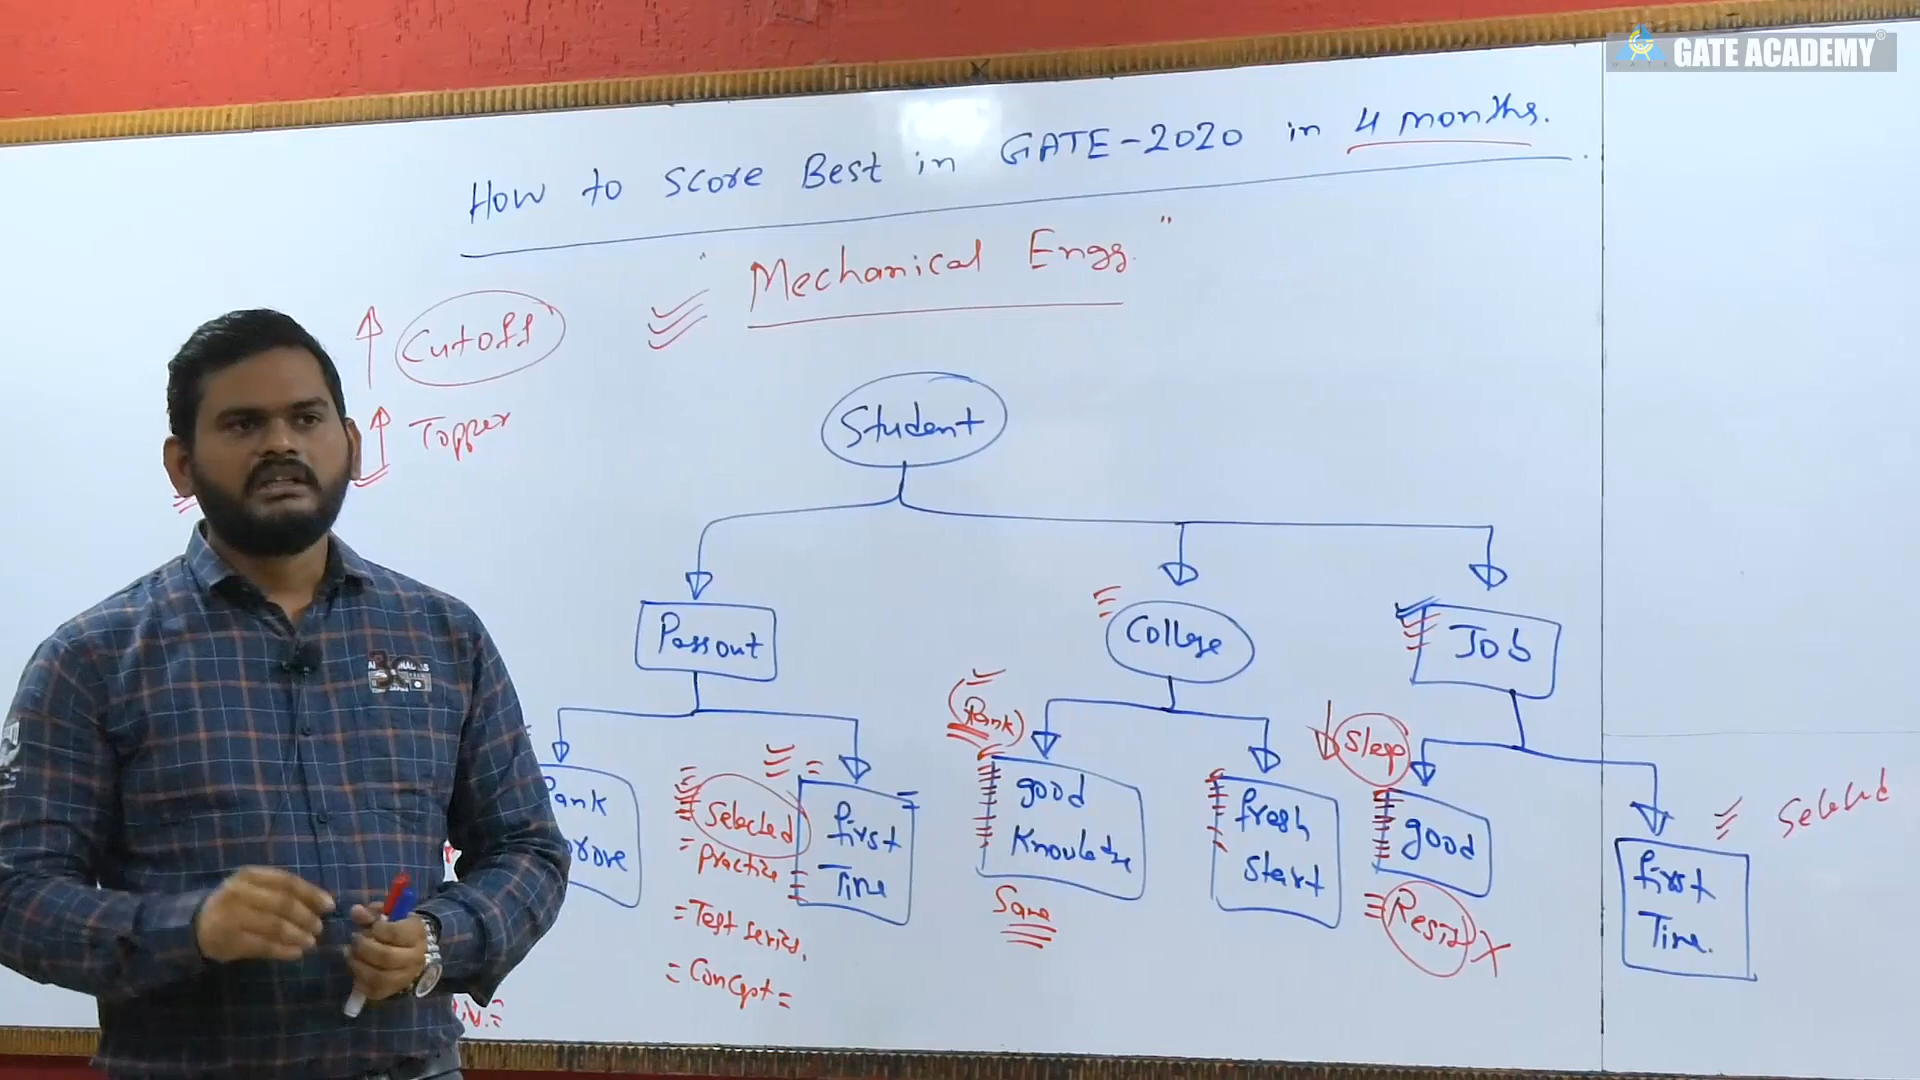 GATE ACADEMY
How to score Best in GATE-2020 in 4 months.
" Mechanical Engg. "
Cutoff
Topper
Student
Passout
College
Job
Rank
Sleep
good
Knowledge
fresh
start
good
first
Time
Selected
first
Time.
Selected
Practice
Test series.
Concept =
Same
Resist X